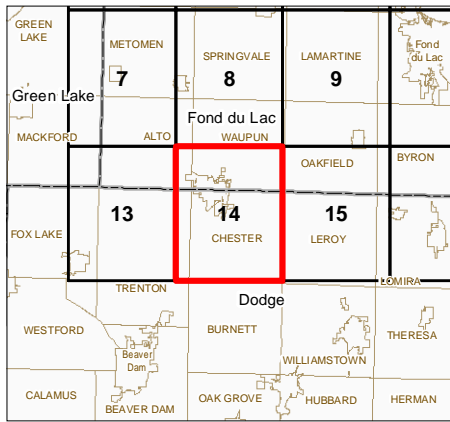 GREEN
LAKE
METOMEN
SPRINGVALE
LAMARTINE
Fond
du Lac
7
8
9
Green Lake
Fond du Lac
MACKFORD
ALTO
WAUPUN
OAKFIELD
BYRON
13
14
15
FOX LAKE
CHESTER
LEROY
LOMIRA
TRENTON
Dodge
WESTFORD
BURNETT
THERESA
Beaver
Dam
WILLIAMSTOWN
CALAMUS
BEAVER DAM
OAK GROVE
HUBBARD
HERMAN